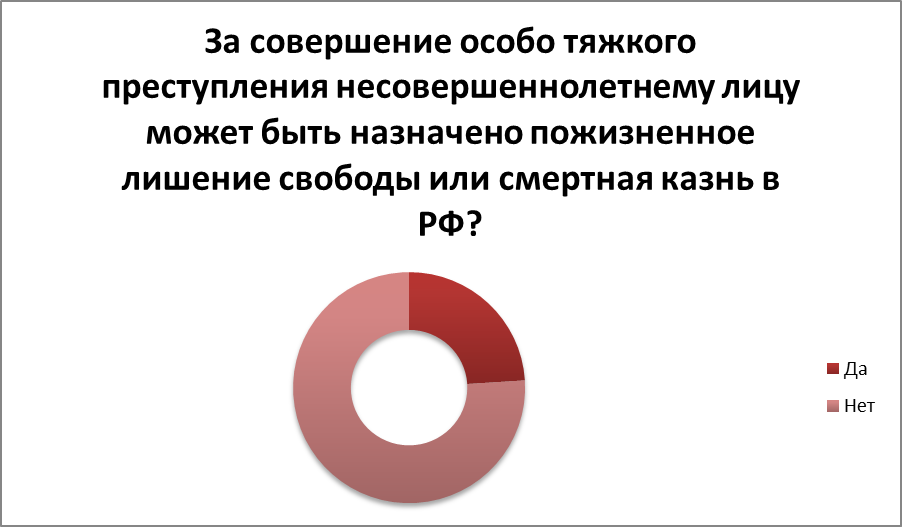 За совершение особо тяжкого
преступления несовершеннолетнему лицу
может быть назначено пожизненное
лишение свободы или смертная казнь в
РФ?
Да
Нет